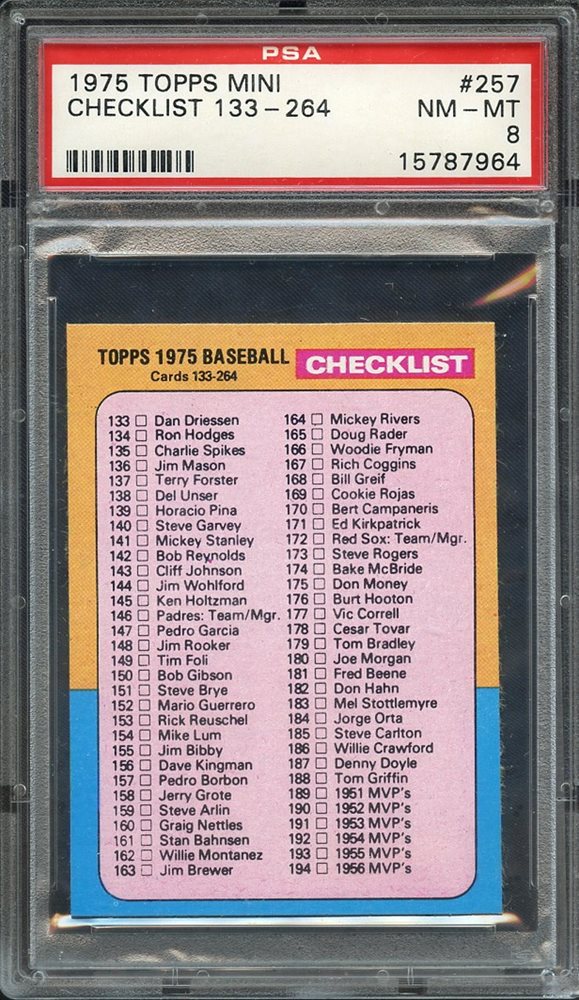 PSA
1975 TOPPS MINI #257
CHECKLIST 133-264 NM-MT
8
15787964
TOPPS 1975 BASEBALL CHECKLIST
Cards 133-264
133 Dan Driessen
134 Ron Hodges
135 Charlie Spikes
136 Jim Mason
137 Terry Forster
138 Del Unser
139 Horacio Pina
140 Steve Garvey
141 Mickey Stanley
142 Bob Reynolds
143 Cliff Johnson
144 Jim Wohlford
145 Ken Holtzman
146 Padres: Team/Mgr.
147 Pedro Garcia
148 Jim Rooker
149 Tim Foli
150 Bob Gibson
151 Steve Brye
152 Mario Guerrero
153 Rick Reuschel
154 Mike Lum
155 Jim Bibby
156 Dave Kingman
157 Pedro Borbon
158 Jerry Grote
159 Steve Arlin
160 Graig Nettles
161 Stan Bahnsen
162 Willie Montanez
163 Jim Brewer
164 Mickey Rivers
165 Doug Rader
166 Woodie Fryman
167 Rich Coggins
168 Bill Greif
169 Cookie Rojas
170 Bert Campaneris
171 Ed Kirkpatrick
172 Red Sox: Team/Mgr.
173 Steve Rogers
174 Bake McBride
175 Don Money
176 Burt Hooton
177 Vic Correll
178 Cesar Tovar
179 Tom Bradley
180 Joe Morgan
181 Fred Beene
182 Don Hahn
183 Mel Stottlemyre
184 Jorge Orta
185 Steve Carlton
186 Willie Crawford
187 Denny Doyle
188 Tom Griffin
189 1951 MVP's
190 1952 MVP's
191 1953 MVP's
192 1954 MVP's
193 1955 MVP's
194 1956 MVP's